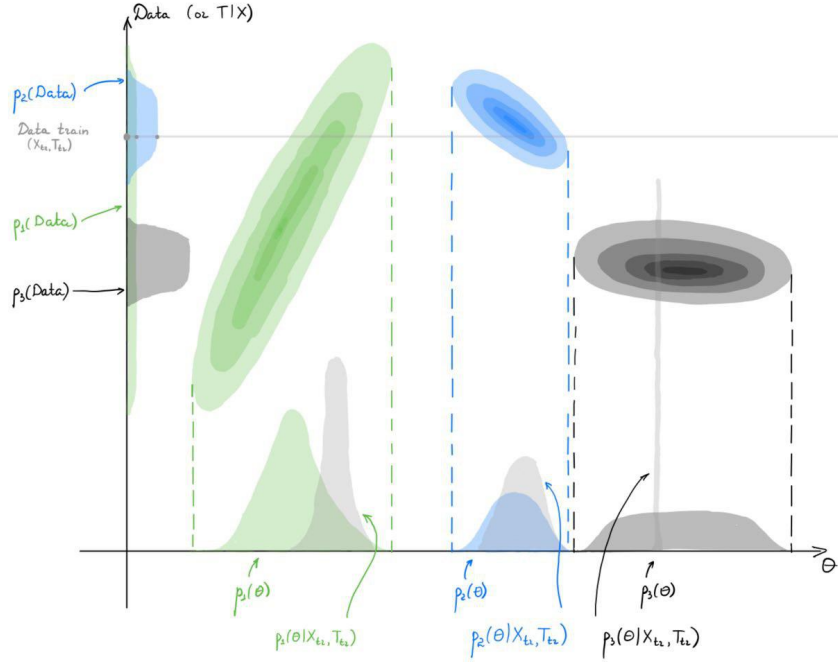 Data (or T|X)
p₂(Data)
Data train
(Xₜᵣ,Tₜᵣ)
p₁(Data)
p₃(Data)
Θ
p₁(Θ)
p₂(Θ)
p₃(Θ)
p₁(Θ|Xₜᵣ,Tₜᵣ)
p₂(Θ|Xₜᵣ,Tₜᵣ)
p₃(Θ|Xₜᵣ,Tₜᵣ)